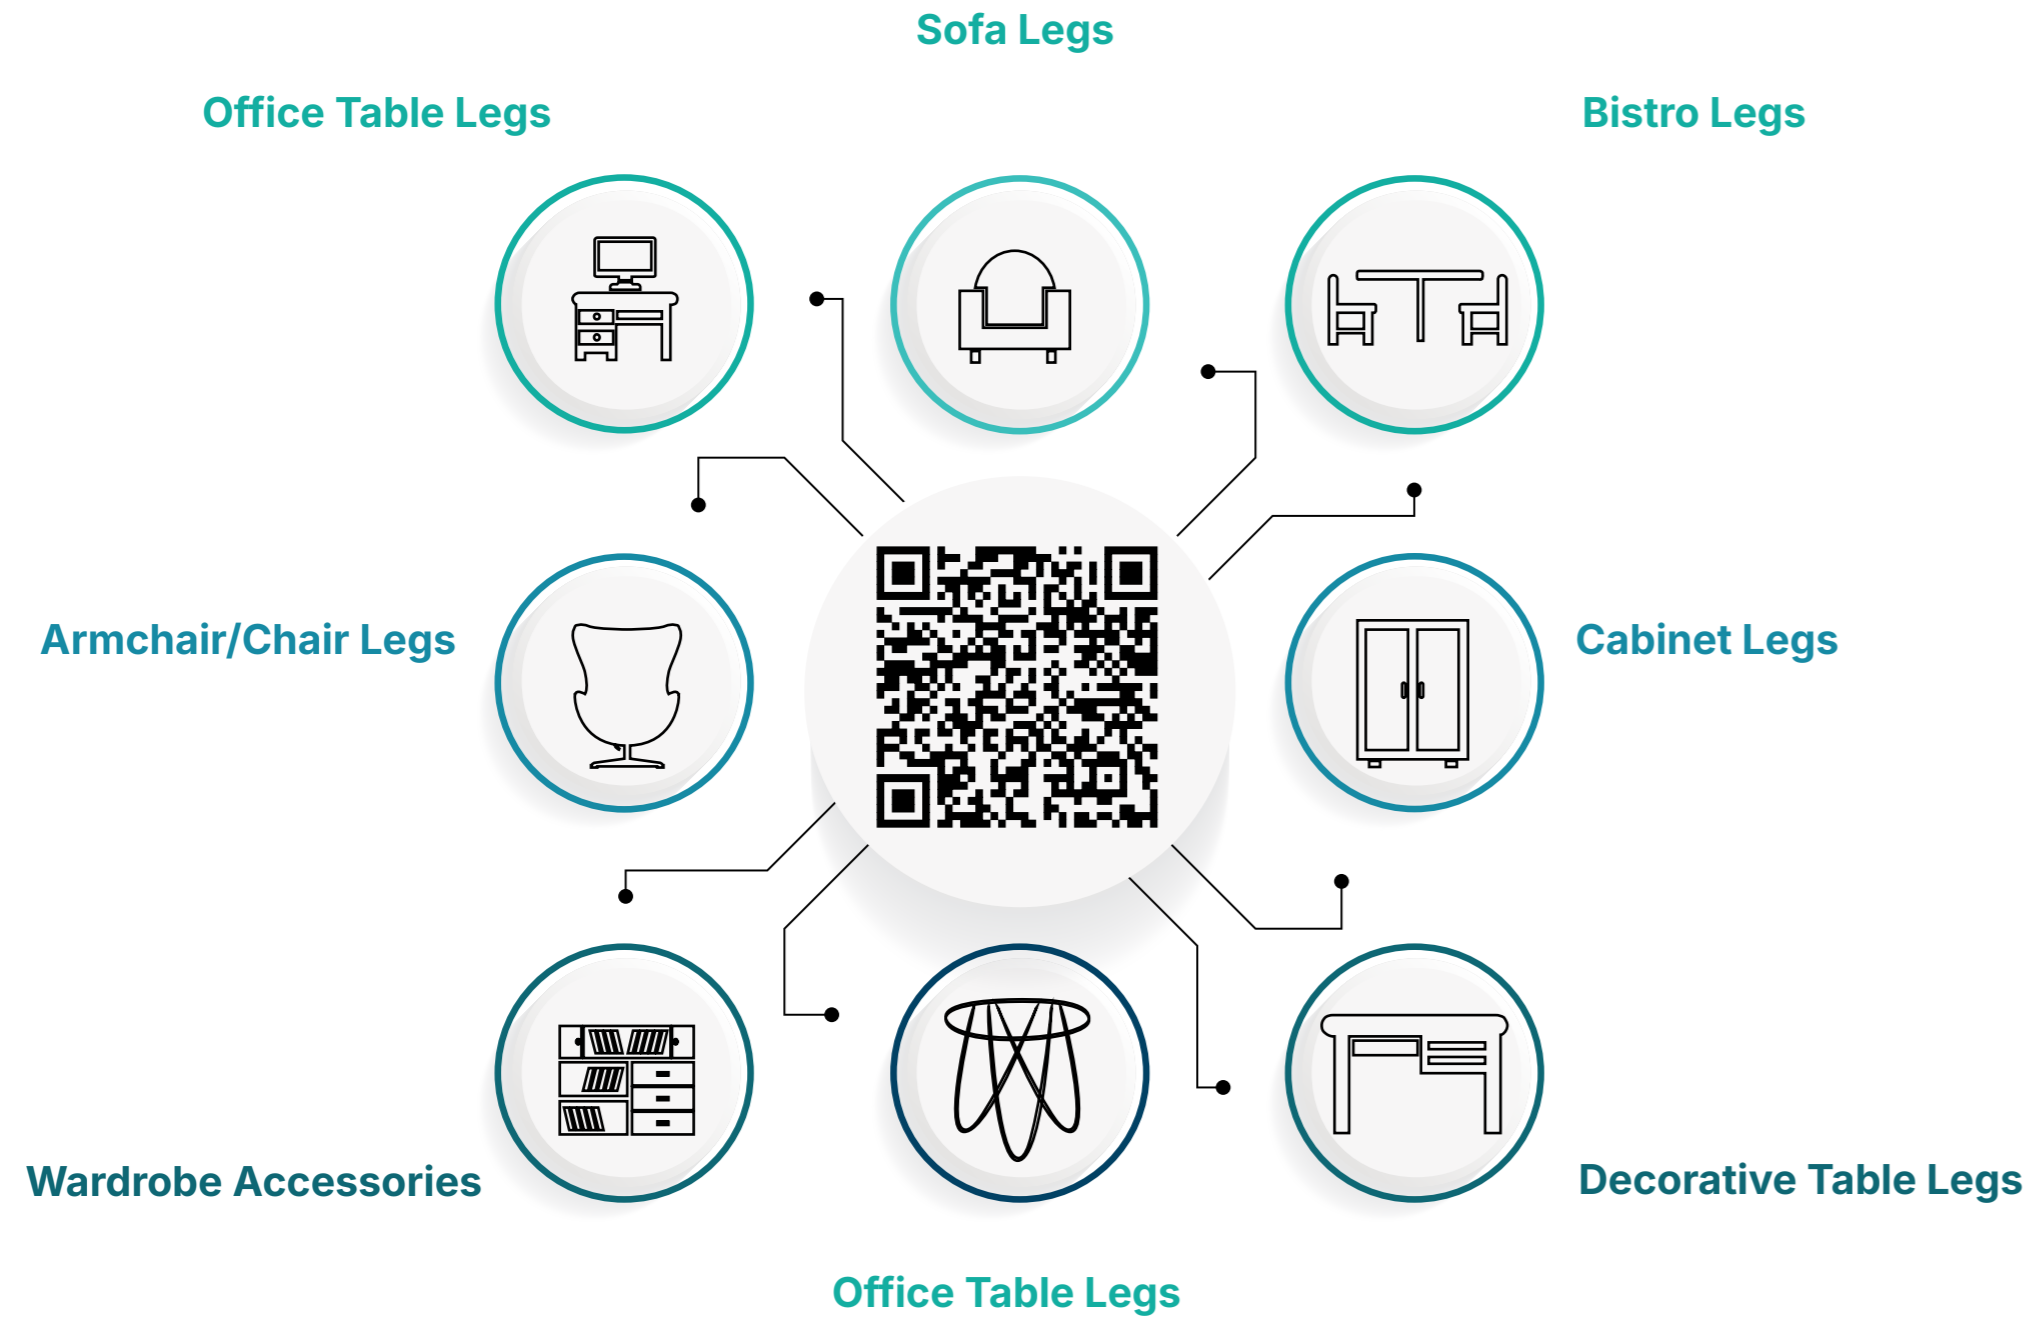 Sofa Legs
Office Table Legs
Bistro Legs
Armchair/Chair Legs
Cabinet Legs
Wardrobe Accessories
Decorative Table Legs
Office Table Legs